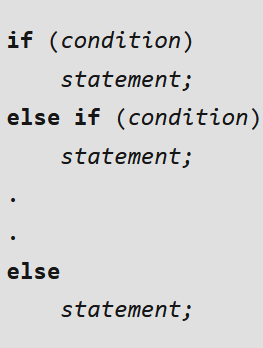 if (condition)
    statement;
else if (condition)
    statement;
.
.
else
    statement;